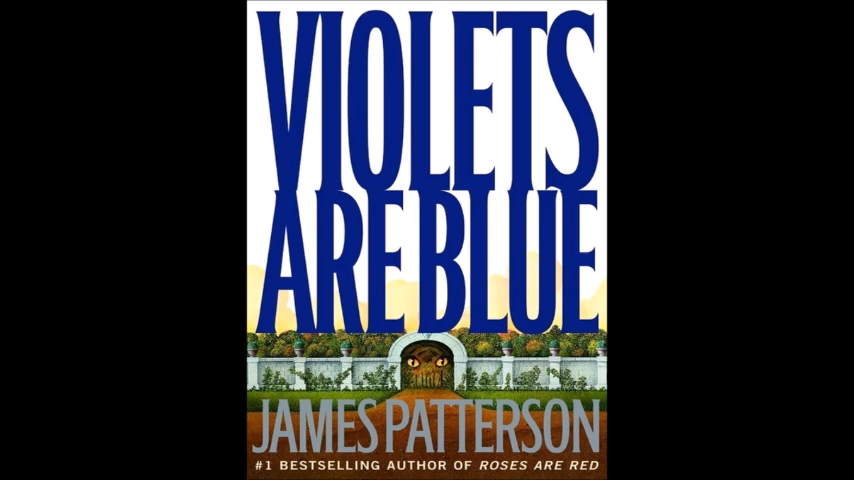 VIOLETS
ARE BLUE
JAMES PATTERSON
#1 BESTSELLING AUTHOR OF ROSES ARE RED